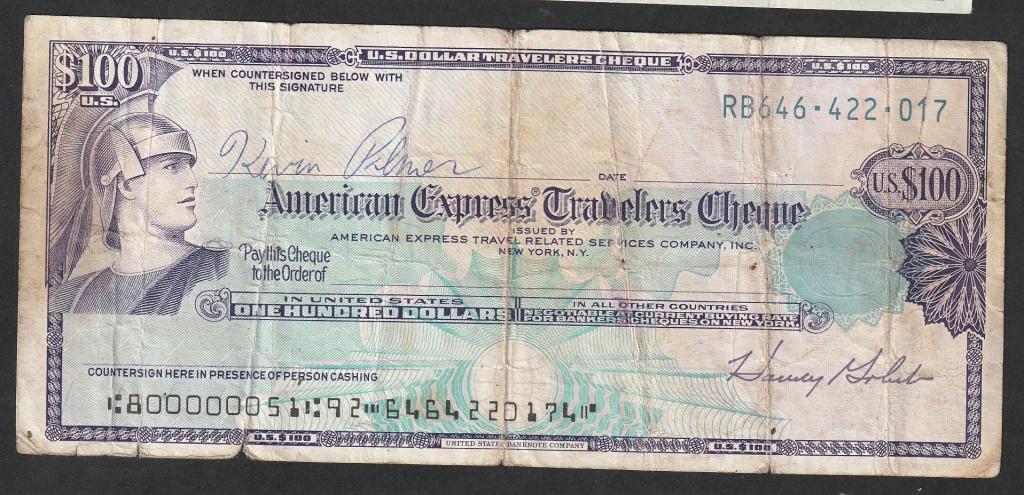 U.S. $100
U.S. DOLLAR TRAVELERS CHEQUE
U.S. $100
$100
U.S.
WHEN COUNTERSIGNED BELOW WITH
THIS SIGNATURE
RB646·422·017
Kevin Palmer
DATE
U.S. $100
American Express® Travelers Cheque
ISSUED BY
AMERICAN EXPRESS TRAVEL RELATED SERVICES COMPANY, INC.
NEW YORK, N.Y.
Pay this Cheque
to the Order of
IN UNITED STATES
ONE HUNDRED DOLLARS
IN ALL OTHER COUNTRIES
NEGOTIABLE AT CURRENT BUYING RATE
FOR BANKERS CHEQUES ON NEW YORK
COUNTERSIGN HERE IN PRESENCE OF PERSON CASHING
⑆800000051⑆92⑈6464220174⑈
U.S. $100
UNITED STATES BANKNOTE COMPANY
U.S. $100